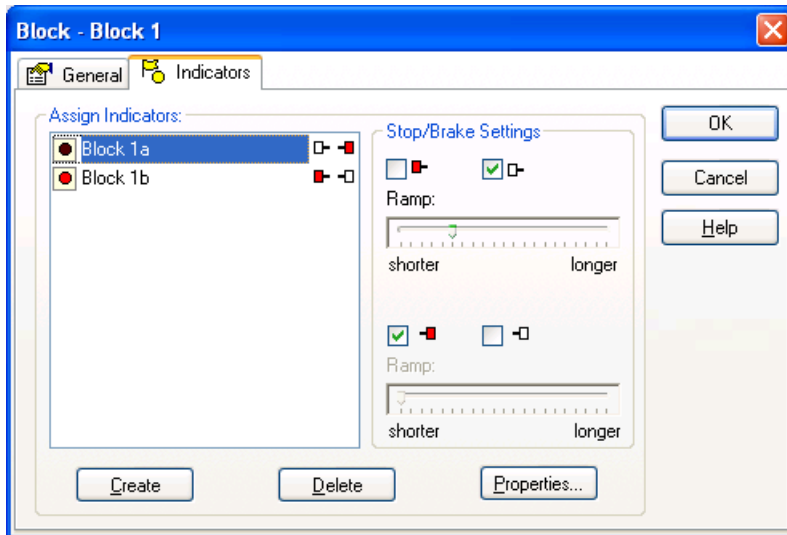 Block - Block 1
General
Indicators
Assign Indicators:
Block 1a
Block 1b
Stop/Brake Settings
Ramp:
shorter longer
Ramp:
shorter longer
Create
Delete
Properties...
OK
Cancel
Help